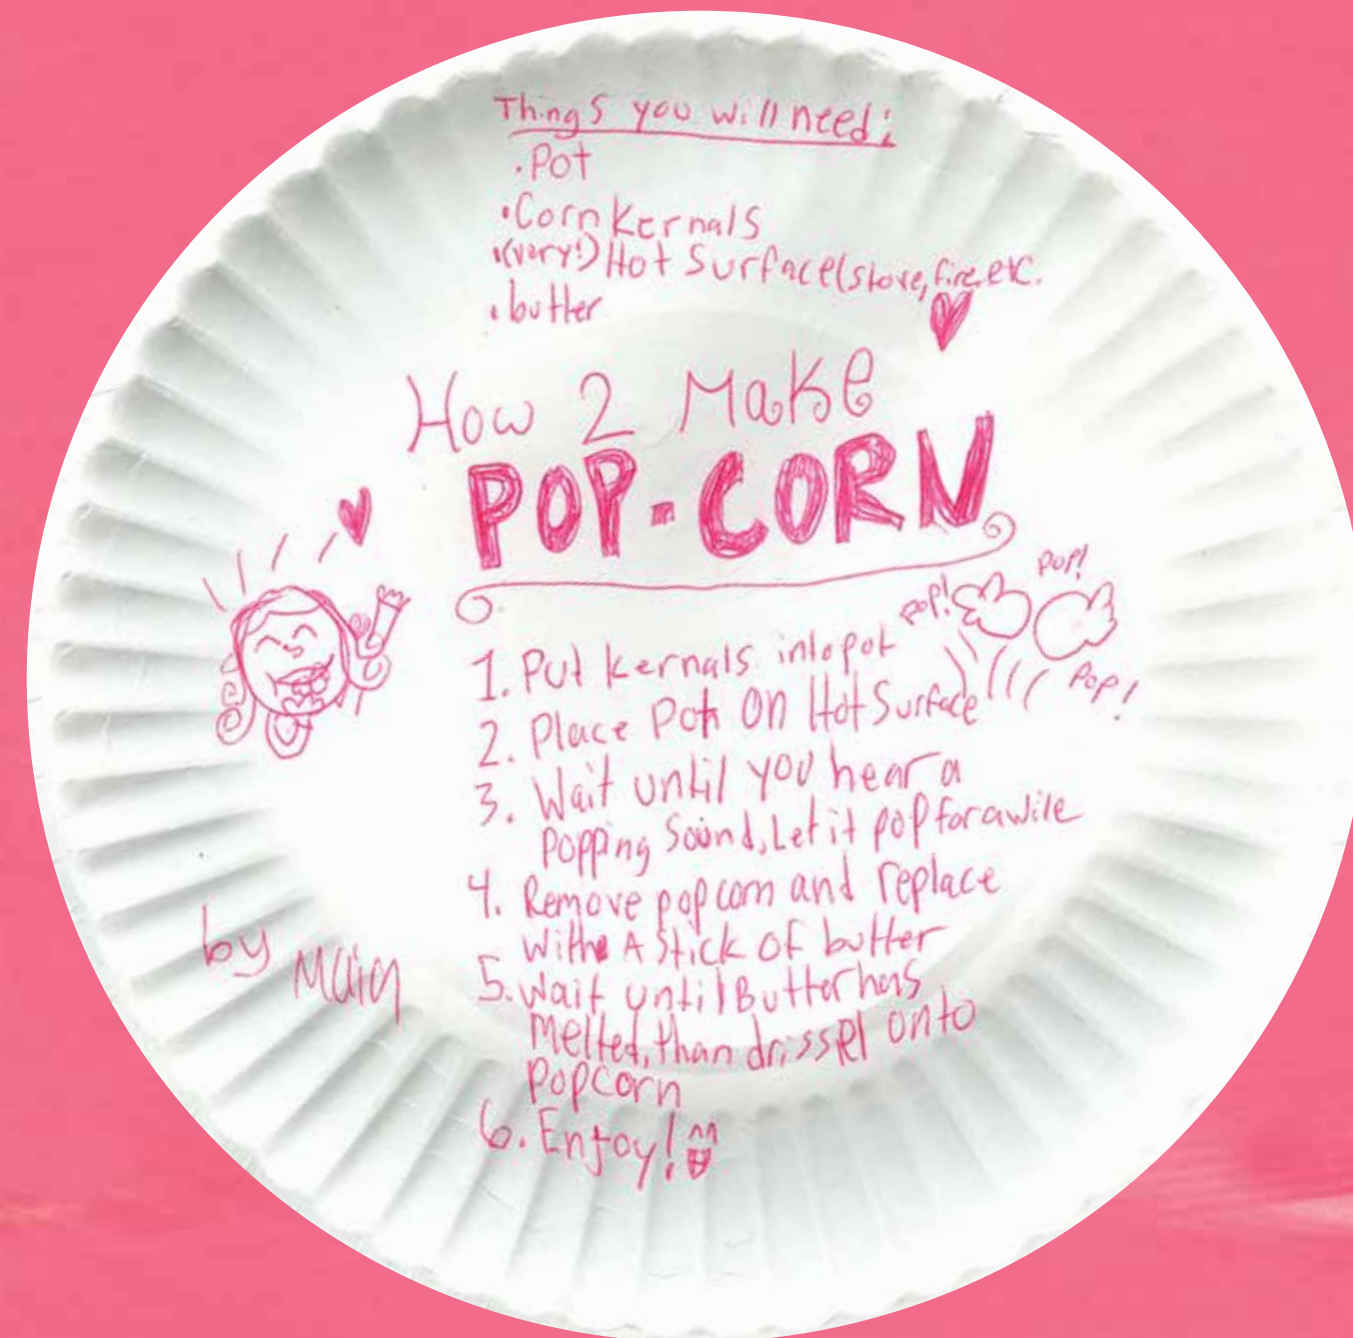 Things you will need:
•Pot
•Corn Kernals
•(very!) Hot Surface(stove, fire, etc.
•butter
How 2 Make
POP-CORN
pop!
pop!
pop!
1. Put kernals into pot
2. Place Pot On Hot Surface
3. Wait until you hear a
popping sound, Let it pop for awile
4. Remove popcorn and replace
with A Stick of butter
5. Wait until Butter has
Melted, than drissel onto
Popcorn
6. Enjoy!
by